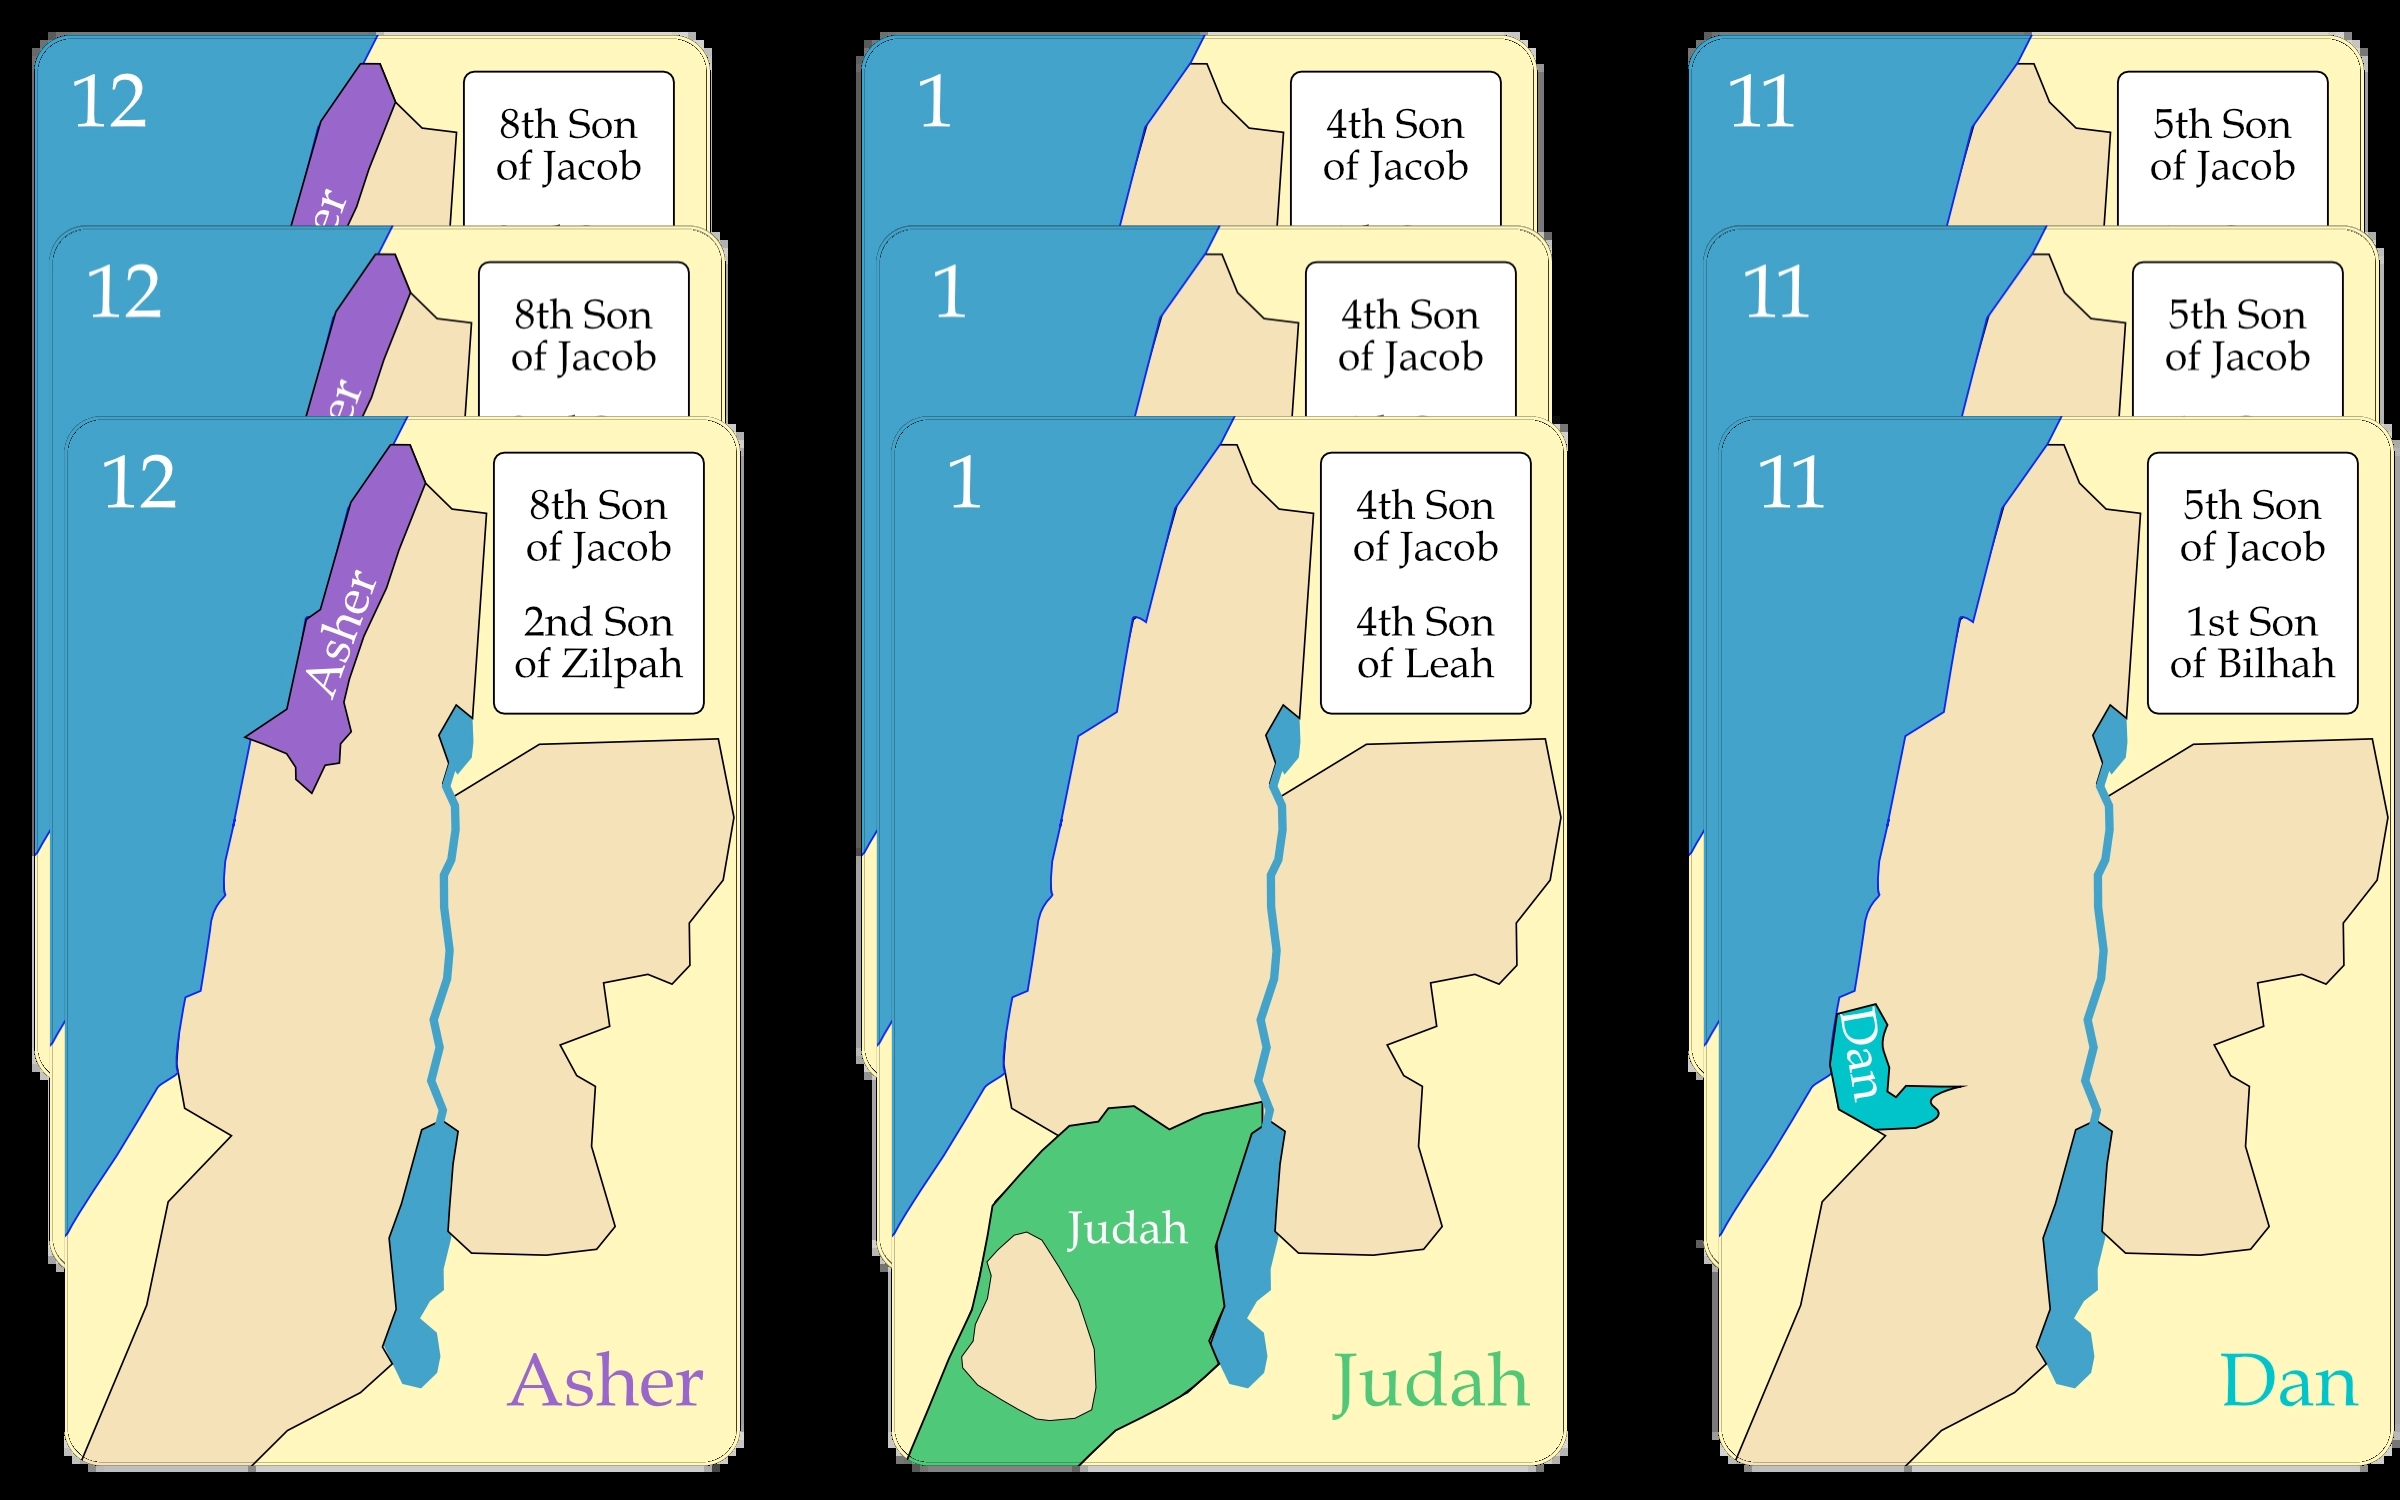 12
8th Son
of Jacob
er
12
8th Son
of Jacob
er
12
8th Son
of Jacob
2nd Son
of Zilpah
Asher
Asher
1
4th Son
of Jacob
1
4th Son
of Jacob
1
4th Son
of Jacob
4th Son
of Leah
Judah
Judah
11
5th Son
of Jacob
11
5th Son
of Jacob
11
5th Son
of Jacob
1st Son
of Bilhah
Dan
Dan